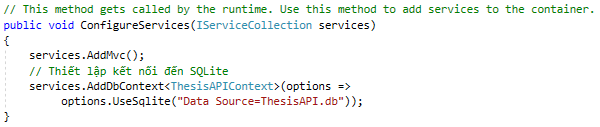 // This method gets called by the runtime. Use this method to add services to the container.
public void ConfigureServices(IServiceCollection services)
{
    services.AddMvc();
    // Thiết lập kết nối đến SQLite
    services.AddDbContext<ThesisAPIContext>(options =>
        options.UseSqlite("Data Source=ThesisAPI.db"));
}